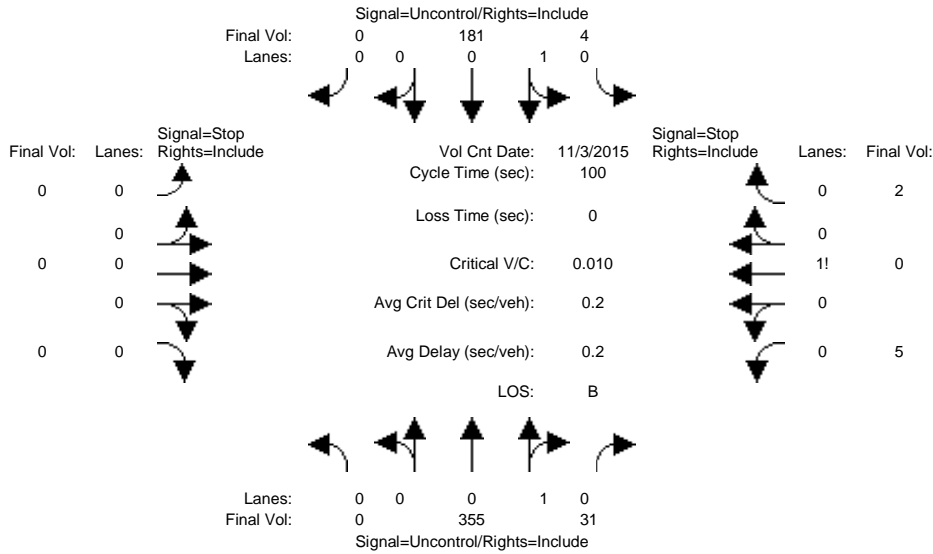 Signal=Uncontrol/Rights=Include
Final Vol: 0 181 4
Lanes: 0 0 0 1 0
Signal=Stop Signal=Stop
Final Vol: Lanes: Rights=Include Vol Cnt Date: 11/3/2015 Rights=Include Lanes: Final Vol:
Cycle Time (sec): 100
0 0 0 2
Loss Time (sec): 0
0 0
0 0 Critical V/C: 0.010 1! 0
0 Avg Crit Del (sec/veh): 0.2 0
0 0 Avg Delay (sec/veh): 0.2 0 5
LOS: B
Lanes: 0 0 0 1 0
Final Vol: 0 355 31
Signal=Uncontrol/Rights=Include